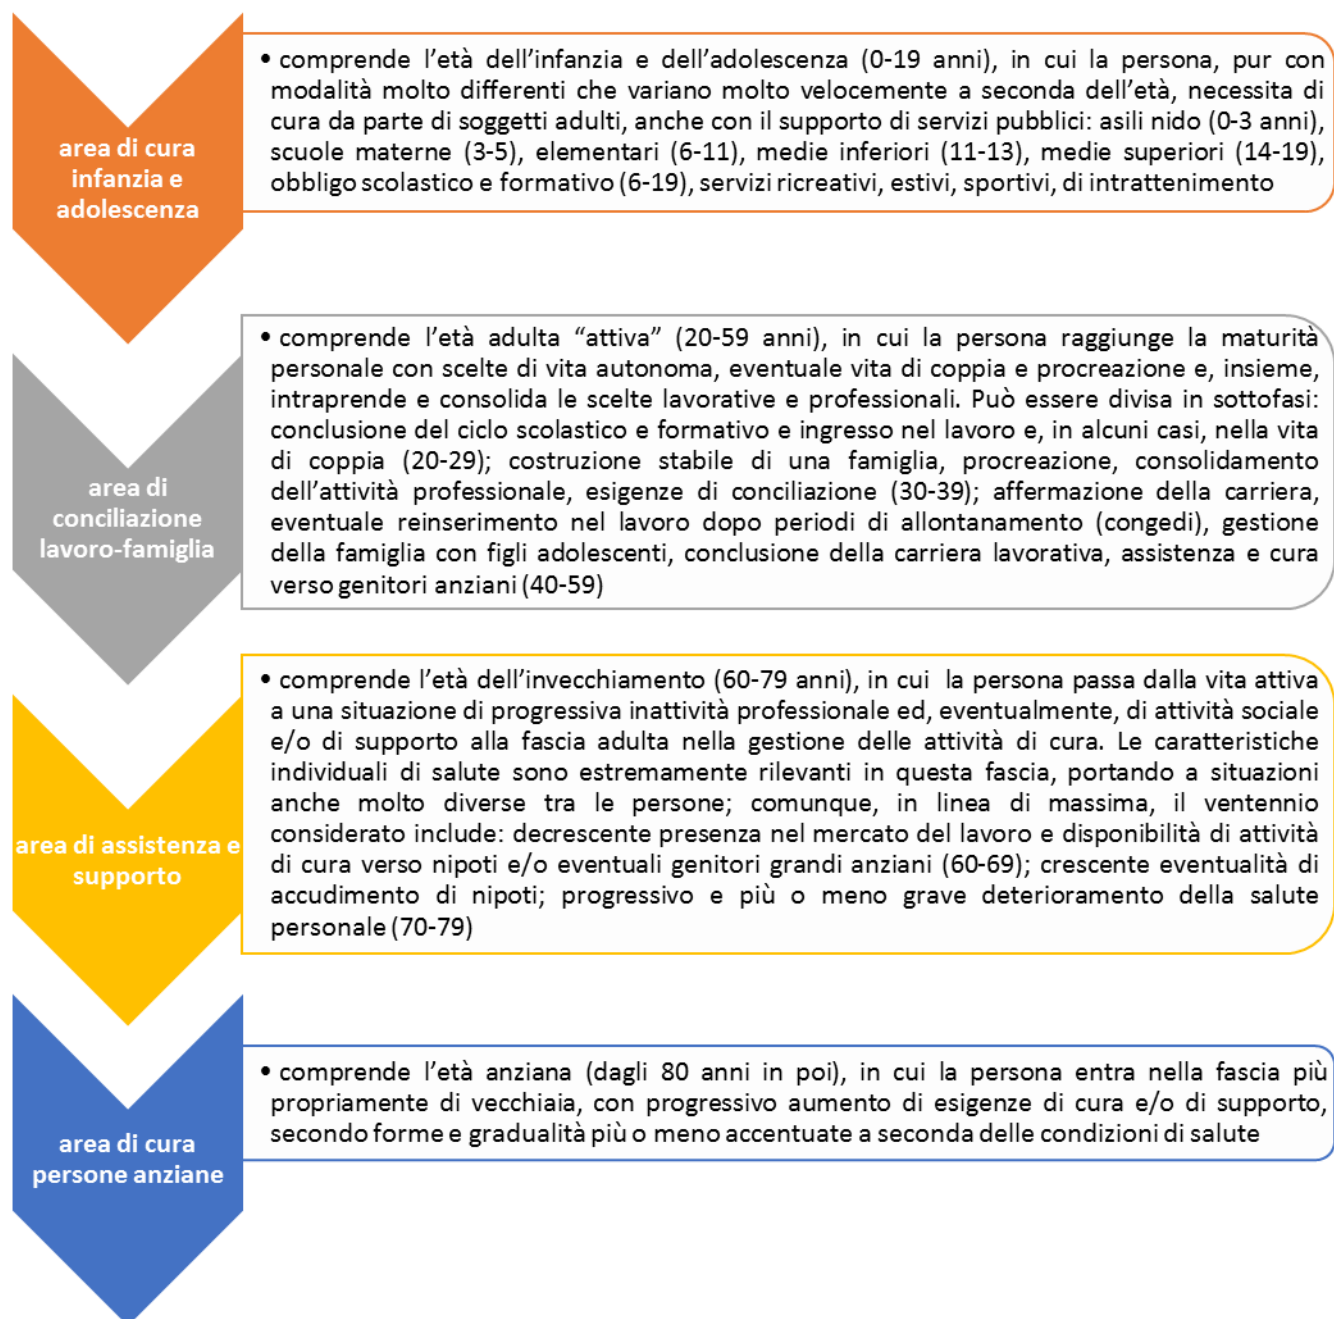 area di cura
infanzia e
adolescenza
• comprende l’età dell’infanzia e dell’adolescenza (0-19 anni), in cui la persona, pur con
modalità molto differenti che variano molto velocemente a seconda dell’età, necessita di
cura da parte di soggetti adulti, anche con il supporto di servizi pubblici: asili nido (0-3 anni),
scuole materne (3-5), elementari (6-11), medie inferiori (11-13), medie superiori (14-19),
obbligo scolastico e formativo (6-19), servizi ricreativi, estivi, sportivi, di intrattenimento
area di
conciliazione
lavoro-famiglia
• comprende l’età adulta “attiva” (20-59 anni), in cui la persona raggiunge la maturità
personale con scelte di vita autonoma, eventuale vita di coppia e procreazione e, insieme,
intraprende e consolida le scelte lavorative e professionali. Può essere divisa in sottofasi:
conclusione del ciclo scolastico e formativo e ingresso nel lavoro e, in alcuni casi, nella vita
di coppia (20-29); costruzione stabile di una famiglia, procreazione, consolidamento
dell’attività professionale, esigenze di conciliazione (30-39); affermazione della carriera,
eventuale reinserimento nel lavoro dopo periodi di allontanamento (congedi), gestione
della famiglia con figli adolescenti, conclusione della carriera lavorativa, assistenza e cura
verso genitori anziani (40-59)
area di assistenza e
supporto
• comprende l’età dell’invecchiamento (60-79 anni), in cui la persona passa dalla vita attiva
a una situazione di progressiva inattività professionale ed, eventualmente, di attività sociale
e/o di supporto alla fascia adulta nella gestione delle attività di cura. Le caratteristiche
individuali di salute sono estremamente rilevanti in questa fascia, portando a situazioni
anche molto diverse tra le persone; comunque, in linea di massima, il ventennio
considerato include: decrescente presenza nel mercato del lavoro e disponibilità di attività
di cura verso nipoti e/o eventuali genitori grandi anziani (60-69); crescente eventualità di
accudimento di nipoti; progressivo e più o meno grave deterioramento della salute
personale (70-79)
area di cura
persone anziane
• comprende l’età anziana (dagli 80 anni in poi), in cui la persona entra nella fascia più
propriamente di vecchiaia, con progressivo aumento di esigenze di cura e/o di supporto,
secondo forme e gradualità più o meno accentuate a seconda delle condizioni di salute